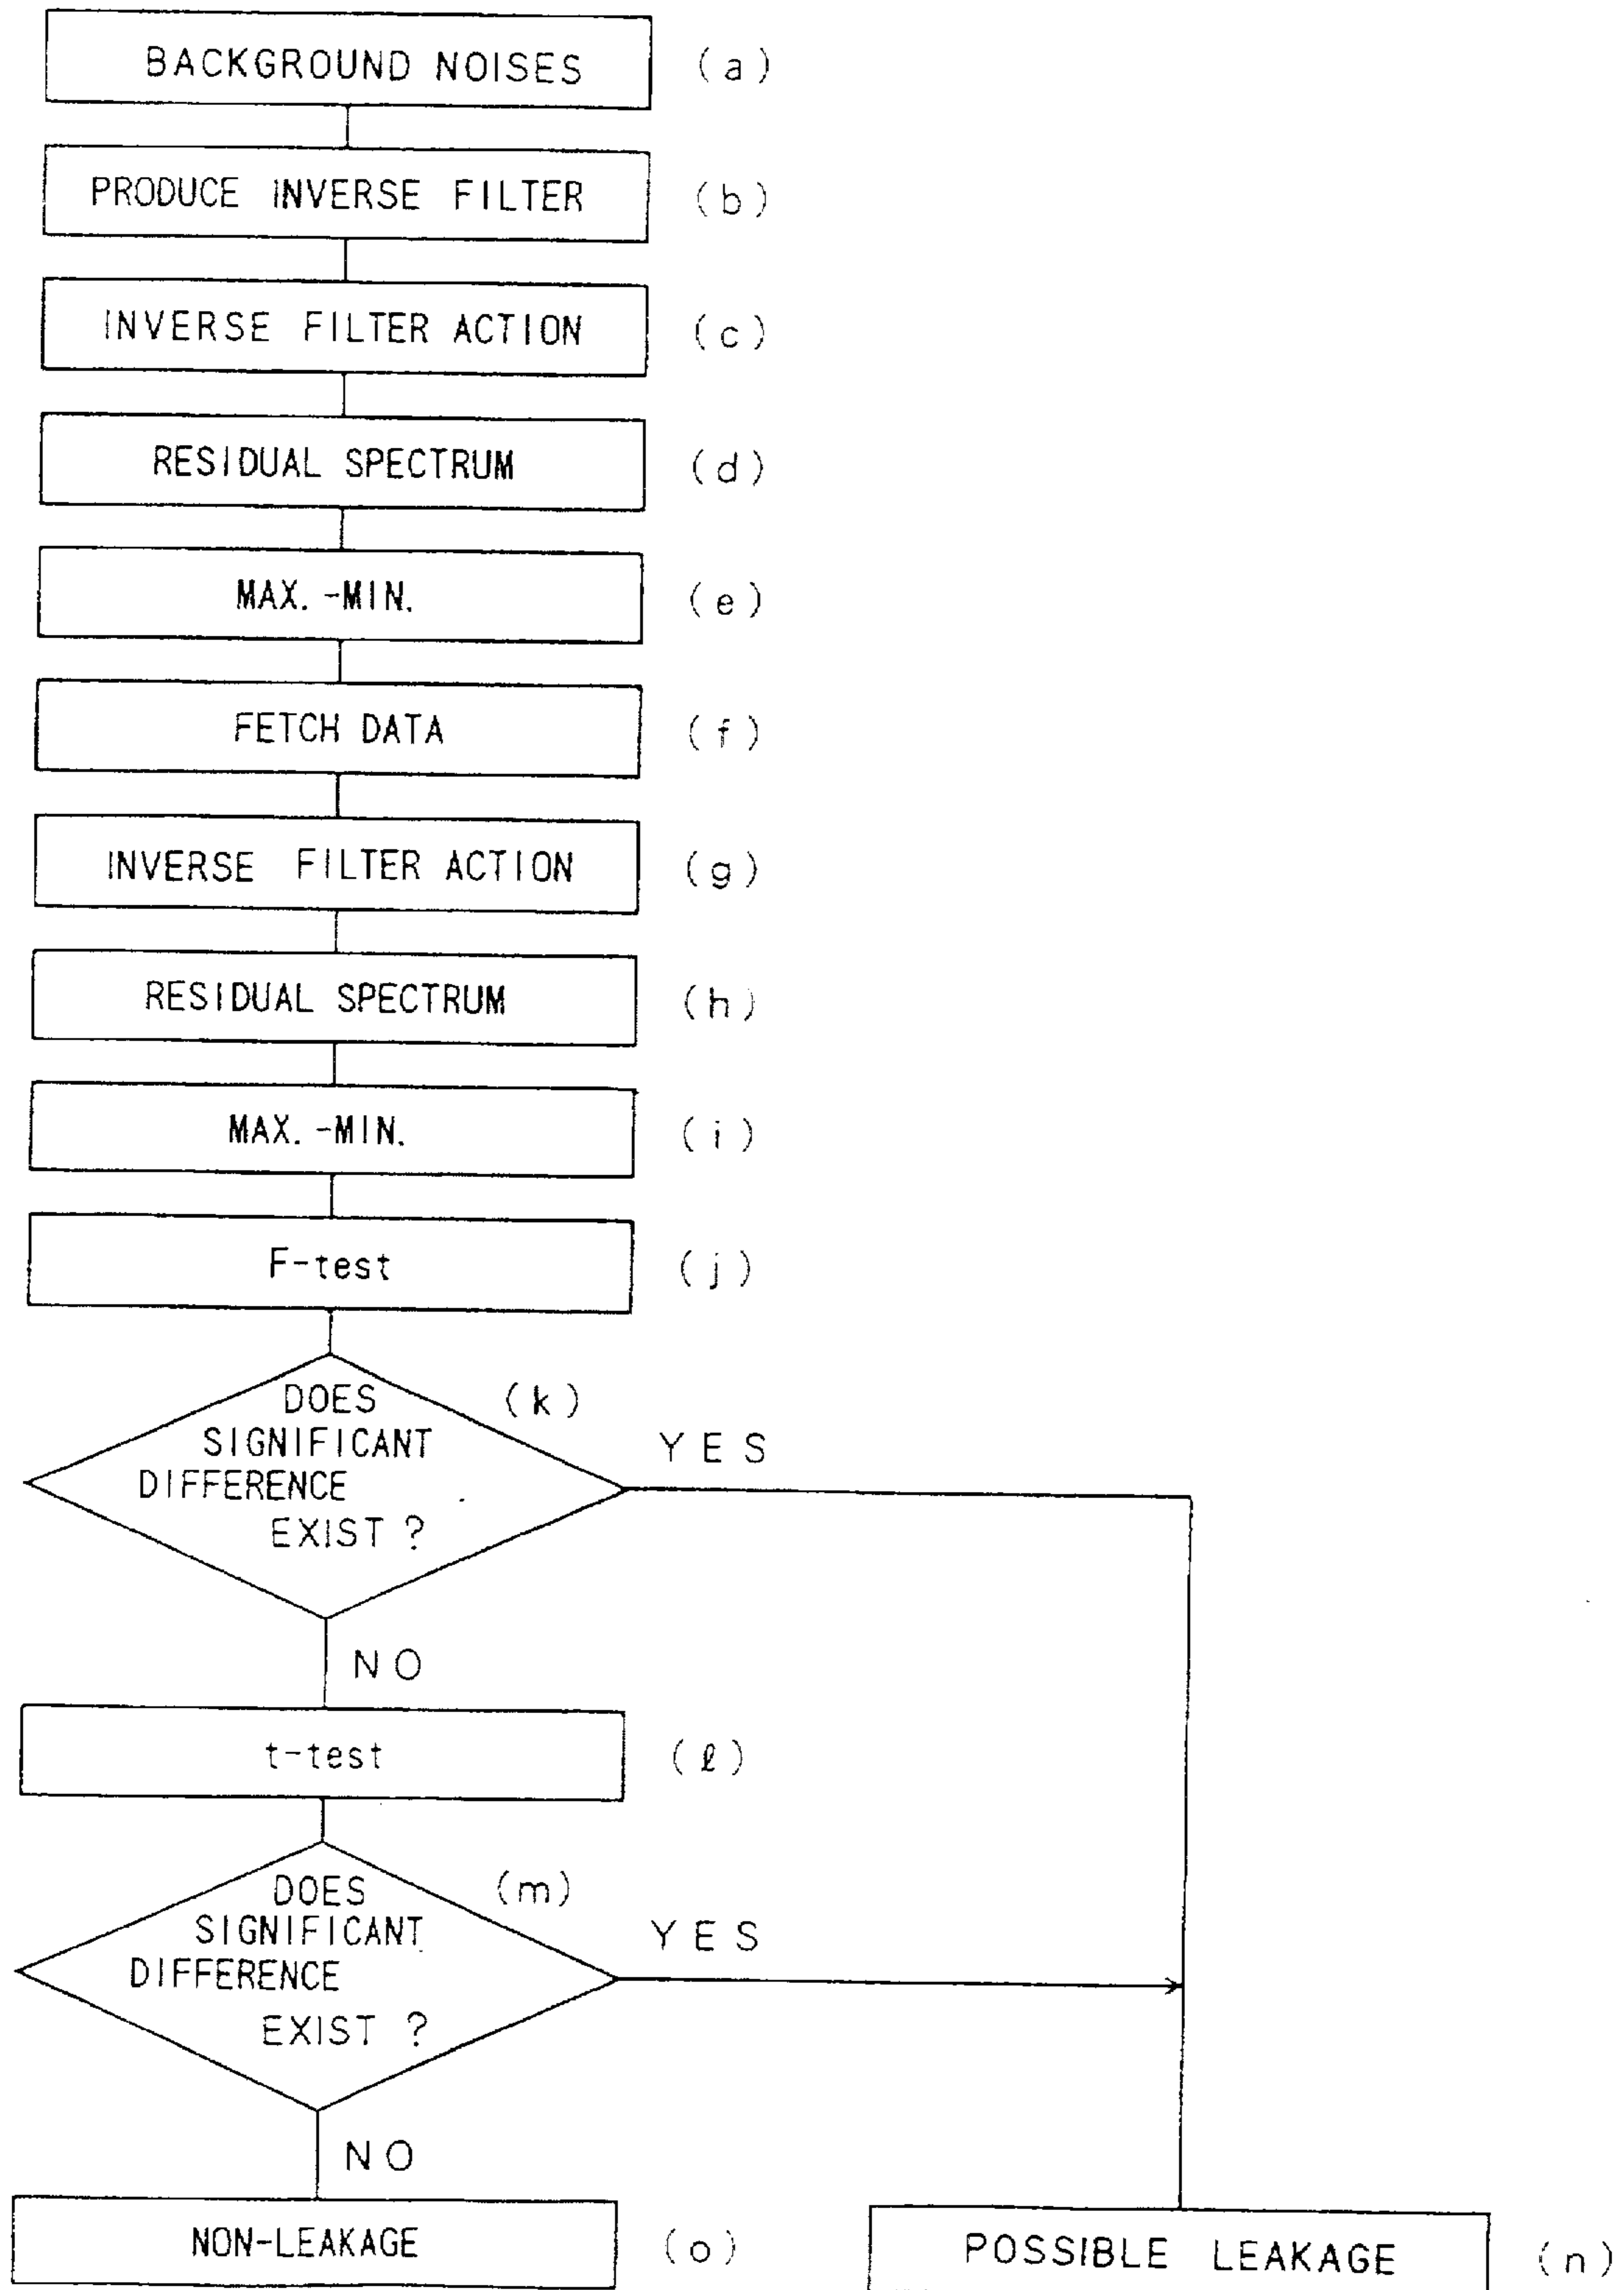 BACKGROUND NOISES (a)
PRODUCE INVERSE FILTER (b)
INVERSE FILTER ACTION (c)
RESIDUAL SPECTRUM (d)
MAX.-MIN. (e)
FETCH DATA (f)
INVERSE FILTER ACTION (g)
RESIDUAL SPECTRUM (h)
MAX.-MIN. (i)
F-test (j)
DOES (k)
SIGNIFICANT
DIFFERENCE
EXIST ?
YES
NO
t-test (ℓ)
DOES (m)
SIGNIFICANT
DIFFERENCE
EXIST ?
YES
NO
NON-LEAKAGE (o)
POSSIBLE LEAKAGE (n)